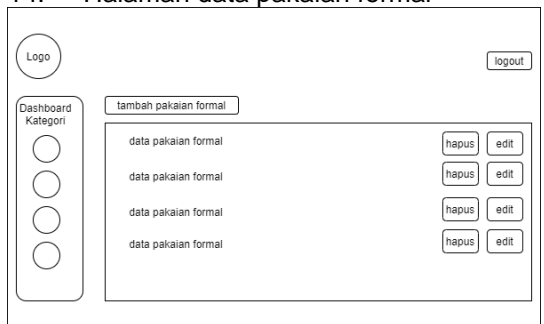 Halaman data pakaian formal
Logo
logout
Dashboard
Kategori
tambah pakaian formal
data pakaian formal hapus edit
data pakaian formal hapus edit
data pakaian formal hapus edit
data pakaian formal hapus edit